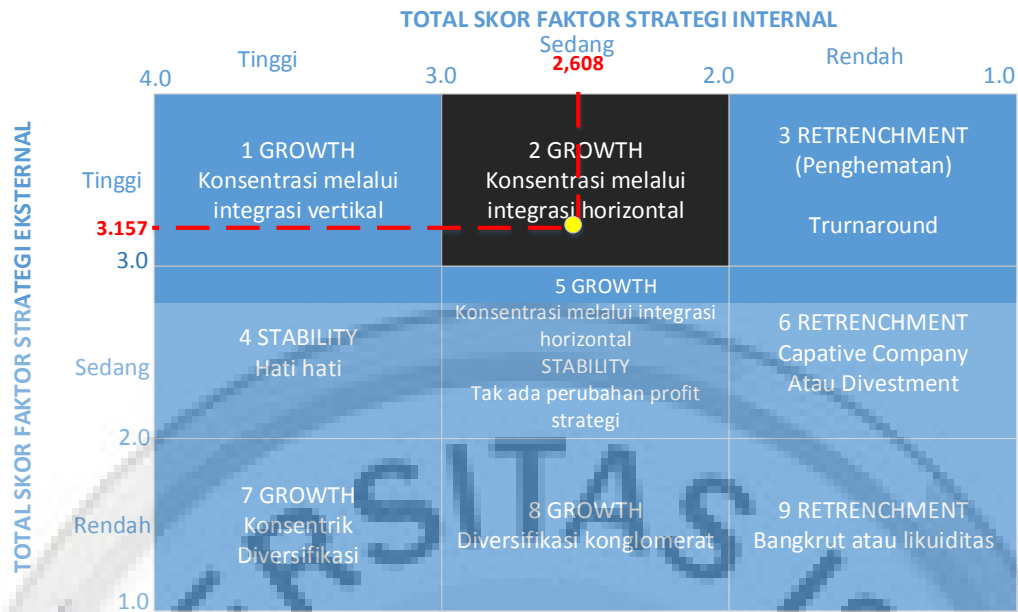 TOTAL SKOR FAKTOR STRATEGI INTERNAL
Tinggi
Sedang
Rendah
2,608
4.0
3.0
2.0
1.0
TOTAL SKOR FAKTOR STRATEGI EKSTERNAL
Tinggi
3.157
3.0
Sedang
2.0
Rendah
1.0
1 GROWTH
Konsentrasi melalui
integrasi vertikal
2 GROWTH
Konsentrasi melalui
integrasi horizontal
3 RETRENCHMENT
(Penghematan)
Trurnaround
4 STABILITY
Hati hati
5 GROWTH
Konsentrasi melalui integrasi
horizontal
STABILITY
Tak ada perubahan profit
strategi
6 RETRENCHMENT
Capative Company
Atau Divestment
7 GROWTH
Konsentrik
Diversifikasi
8 GROWTH
Diversifikasi konglomerat
9 RETRENCHMENT
Bangkrut atau likuiditas
ERSITAS